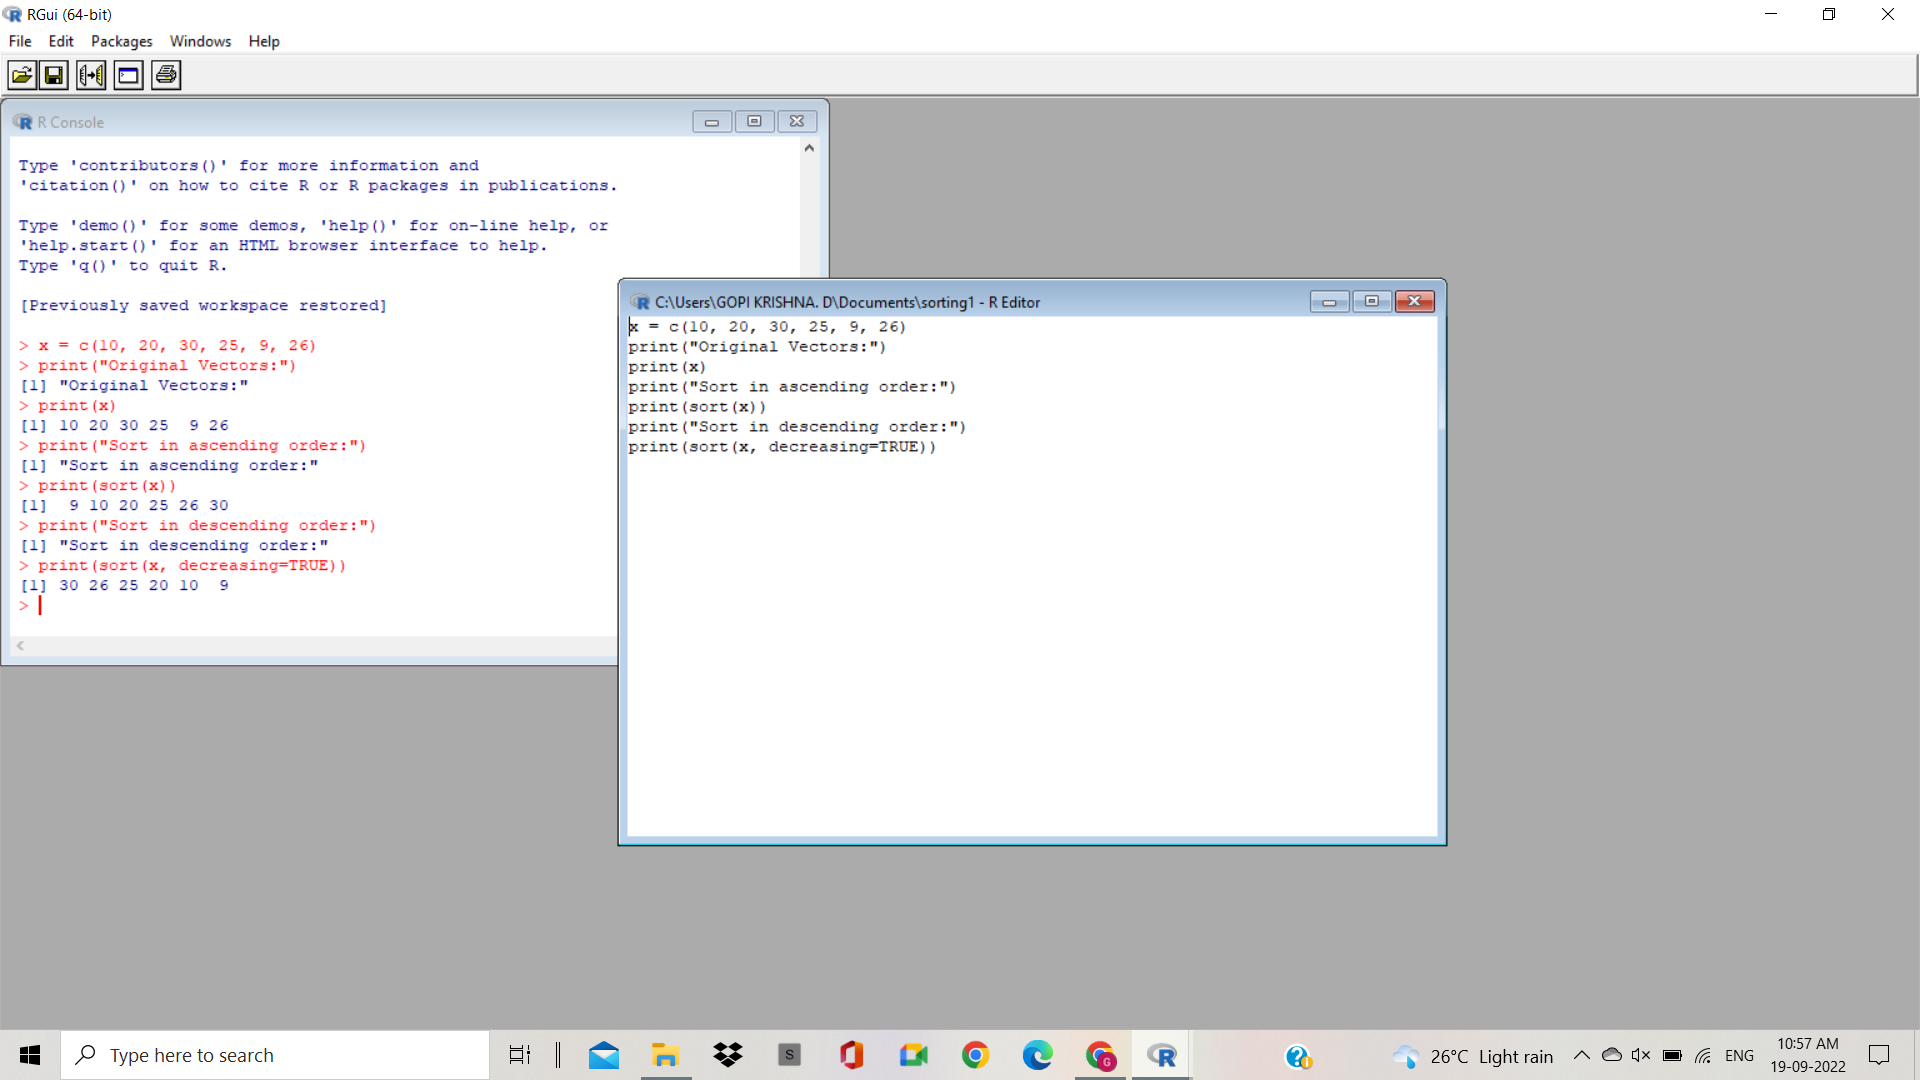 RGui (64-bit)
File Edit Packages Windows Help
R Console
Type 'contributors()' for more information and
'citation()' on how to cite R or R packages in publications.
Type 'demo()' for some demos, 'help()' for on-line help, or
'help.start()' for an HTML browser interface to help.
Type 'q()' to quit R.
[Previously saved workspace restored]
> x = c(10, 20, 30, 25, 9, 26)
> print("Original Vectors:")
[1] "Original Vectors:"
> print(x)
[1] 10 20 30 25  9 26
> print("Sort in ascending order:")
[1] "Sort in ascending order:"
> print(sort(x))
[1]  9 10 20 25 26 30
> print("Sort in descending order:")
[1] "Sort in descending order:"
> print(sort(x, decreasing=TRUE))
[1] 30 26 25 20 10  9
>
C:\Users\GOPI KRISHNA. D\Documents\sorting1 - R Editor
x = c(10, 20, 30, 25, 9, 26)
print("Original Vectors:")
print(x)
print("Sort in ascending order:")
print(sort(x))
print("Sort in descending order:")
print(sort(x, decreasing=TRUE))
Type here to search
S
G
R
26°C Light rain
ENG
10:57 AM
19-09-2022